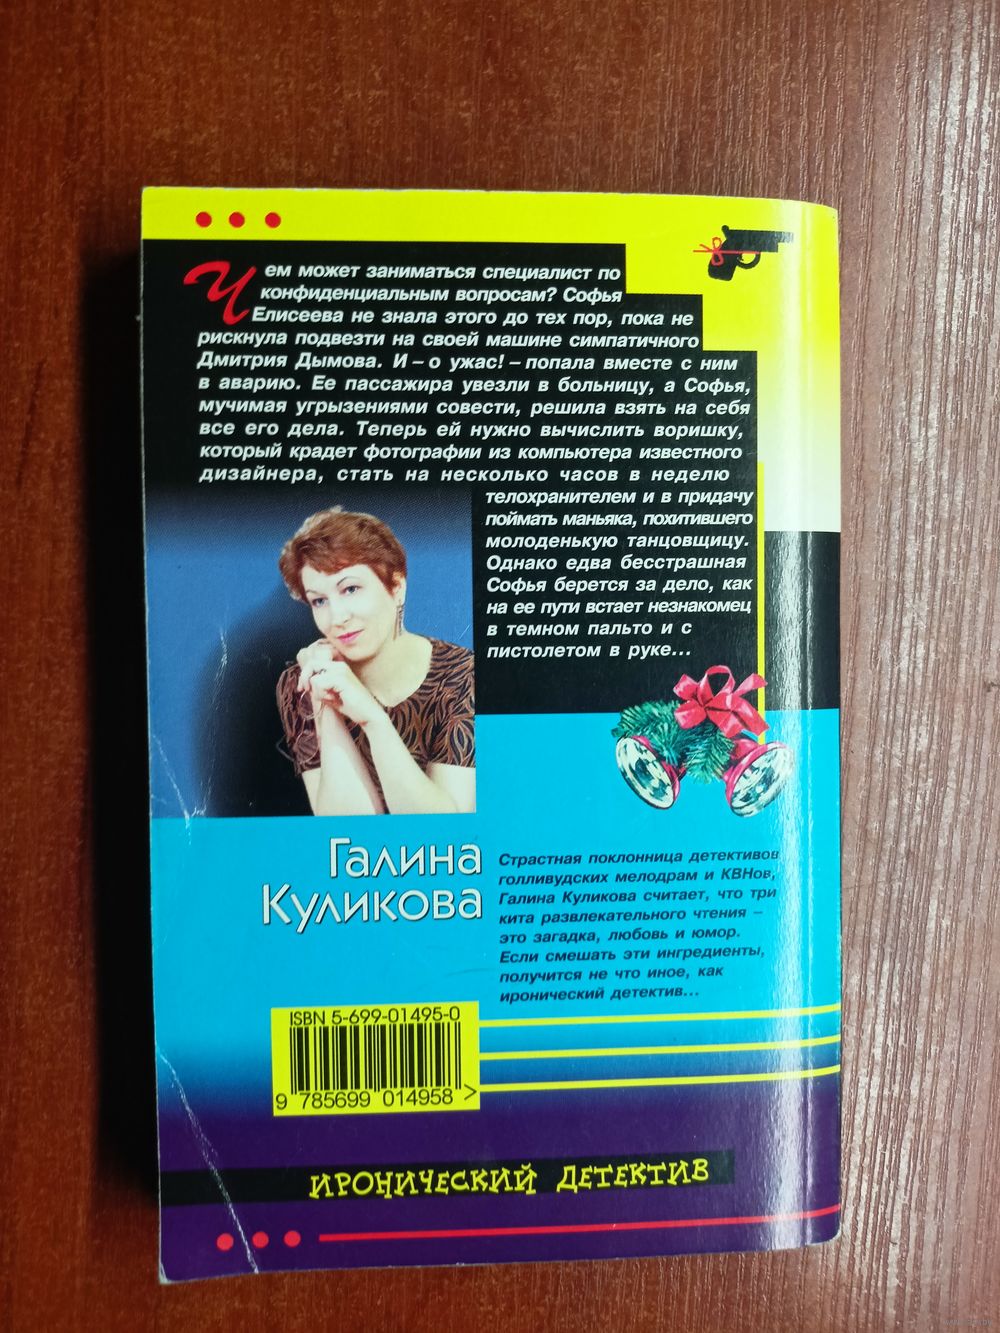 Чем может заниматься специалист по
конфиденциальным вопросам? Софья
Елисеева не знала этого до тех пор, пока не
рискнула подвезти на своей машине симпатичного
Дмитрия Дымова. И – о ужас! – попала вместе с ним
в аварию. Ее пассажира увезли в больницу, а Софья,
мучимая угрызениями совести, решила взять на себя
все его дела. Теперь ей нужно вычислить воришку,
который крадет фотографии из компьютера известного
дизайнера, стать на несколько часов в неделю
телохранителем и в придачу
поймать маньяка, похитившего
молоденькую танцовщицу.
Однако едва бесстрашная
Софья берется за дело, как
на ее пути встает незнакомец
в темном пальто и с
пистолетом в руке...
Галина
Куликова
Страстная поклонница детективов
голливудских мелодрам и КВНов,
Галина Куликова считает, что три
кита развлекательного чтения –
это загадка, любовь и юмор.
Если смешать эти ингредиенты,
получится не что иное, как
иронический детектив...
ISBN 5-699-01495-0
9 785699 014958 >
ИРОНИЧЕСКИЙ ДЕТЕКТИВ